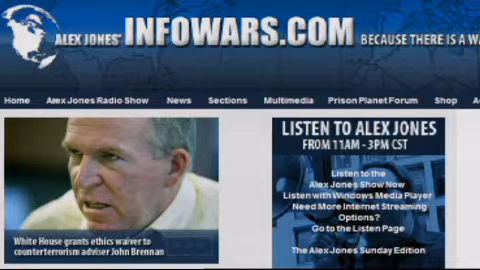 ALEX JONES' INFOWARS.COM BECAUSE THERE IS A WA
Home Alex Jones Radio Show News Sections Multimedia Prison Planet Forum Shop A
LISTEN TO ALEX JONES
FROM 11AM - 3PM CST
Listen to the
Alex Jones Show Now
Listen with Windows Media Player
Need More Internet Streaming
Options?
Go to the Listen Page
The Alex Jones Sunday Edition
White House grants ethics waiver to
counterterrorism adviser John Brennan